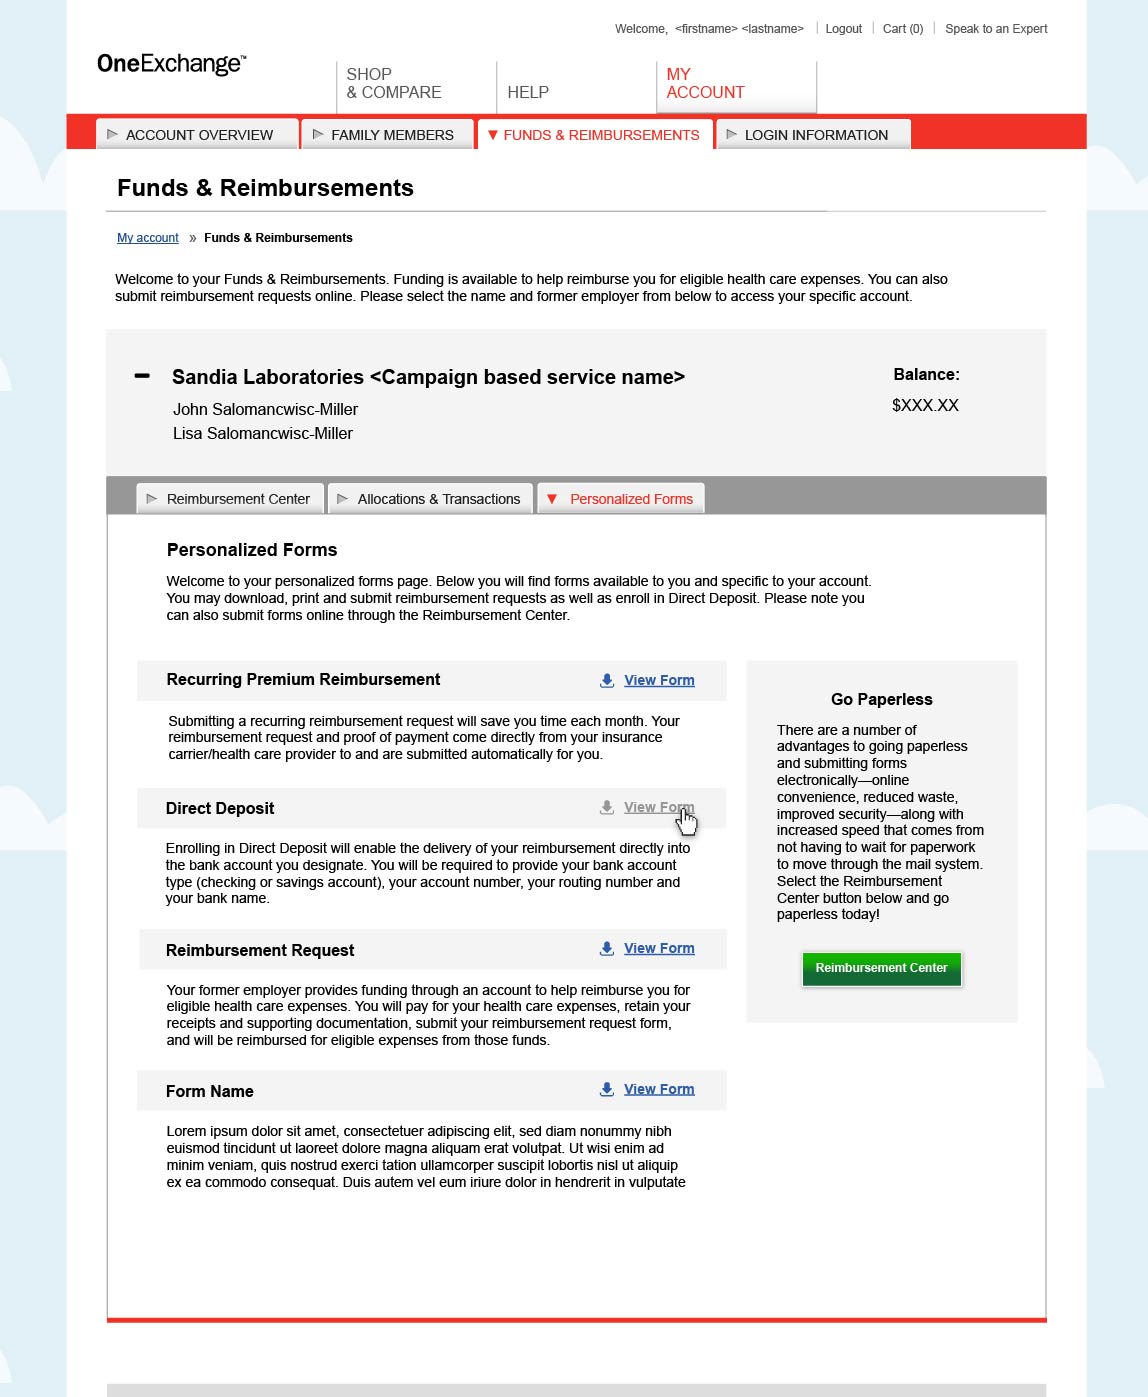 Welcome, <firstname> <lastname> | Logout | Cart (0) | Speak to an Expert
OneExchange™
SHOP
& COMPARE
HELP
MY
ACCOUNT
ACCOUNT OVERVIEW
FAMILY MEMBERS
FUNDS & REIMBURSEMENTS
LOGIN INFORMATION
Funds & Reimbursements
My account » Funds & Reimbursements
Welcome to your Funds & Reimbursements. Funding is available to help reimburse you for eligible health care expenses. You can also
submit reimbursement requests online. Please select the name and former employer from below to access your specific account.
Sandia Laboratories <Campaign based service name>
John Salomancwisc-Miller
Lisa Salomancwisc-Miller
Balance:
$XXX.XX
Reimbursement Center
Allocations & Transactions
Personalized Forms
Personalized Forms
Welcome to your personalized forms page. Below you will find forms available to you and specific to your account.
You may download, print and submit reimbursement requests as well as enroll in Direct Deposit. Please note you
can also submit forms online through the Reimbursement Center.
Recurring Premium Reimbursement
View Form
Submitting a recurring reimbursement request will save you time each month. Your
reimbursement request and proof of payment come directly from your insurance
carrier/health care provider to and are submitted automatically for you.
Direct Deposit
View Form
Enrolling in Direct Deposit will enable the delivery of your reimbursement directly into
the bank account you designate. You will be required to provide your bank account
type (checking or savings account), your account number, your routing number and
your bank name.
Reimbursement Request
View Form
Your former employer provides funding through an account to help reimburse you for
eligible health care expenses. You will pay for your health care expenses, retain your
receipts and supporting documentation, submit your reimbursement request form,
and will be reimbursed for eligible expenses from those funds.
Form Name
View Form
Lorem ipsum dolor sit amet, consectetuer adipiscing elit, sed diam nonummy nibh
euismod tincidunt ut laoreet dolore magna aliquam erat volutpat. Ut wisi enim ad
minim veniam, quis nostrud exerci tation ullamcorper suscipit lobortis nisl ut aliquip
ex ea commodo consequat. Duis autem vel eum iriure dolor in hendrerit in vulputate
Go Paperless
There are a number of
advantages to going paperless
and submitting forms
electronically—online
convenience, reduced waste,
improved security—along with
increased speed that comes from
not having to wait for paperwork
to move through the mail system.
Select the Reimbursement
Center button below and go
paperless today!
Reimbursement Center